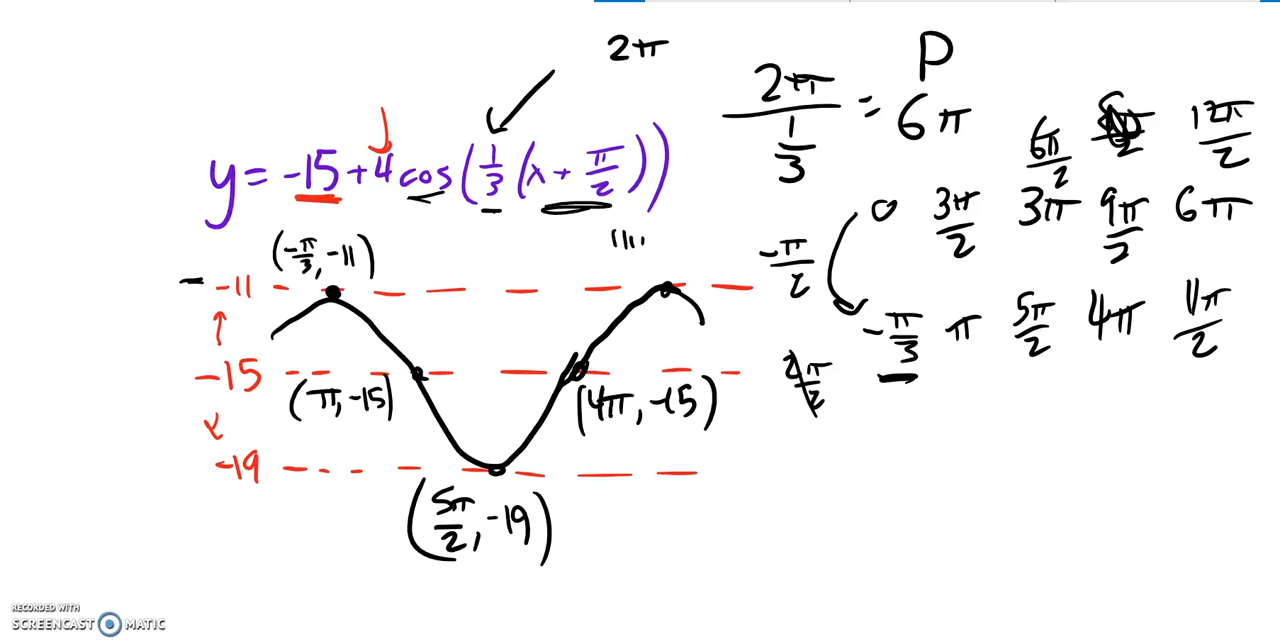 2π
P
2π / (1/3) = 6π
6π/2 12π/2
y = -15 + 4 cos(1/3 (x + π/2))
0 3π/2 3π 9π/2 6π
(-π/3, -11)
-π/2
- -11
-π/3 π 5π/2 4π 11π/2
-15
(π, -15) (4π, -15)
2π/2
-19
(5π/2, -19)
RECORDED WITH
SCREENCAST MATIC